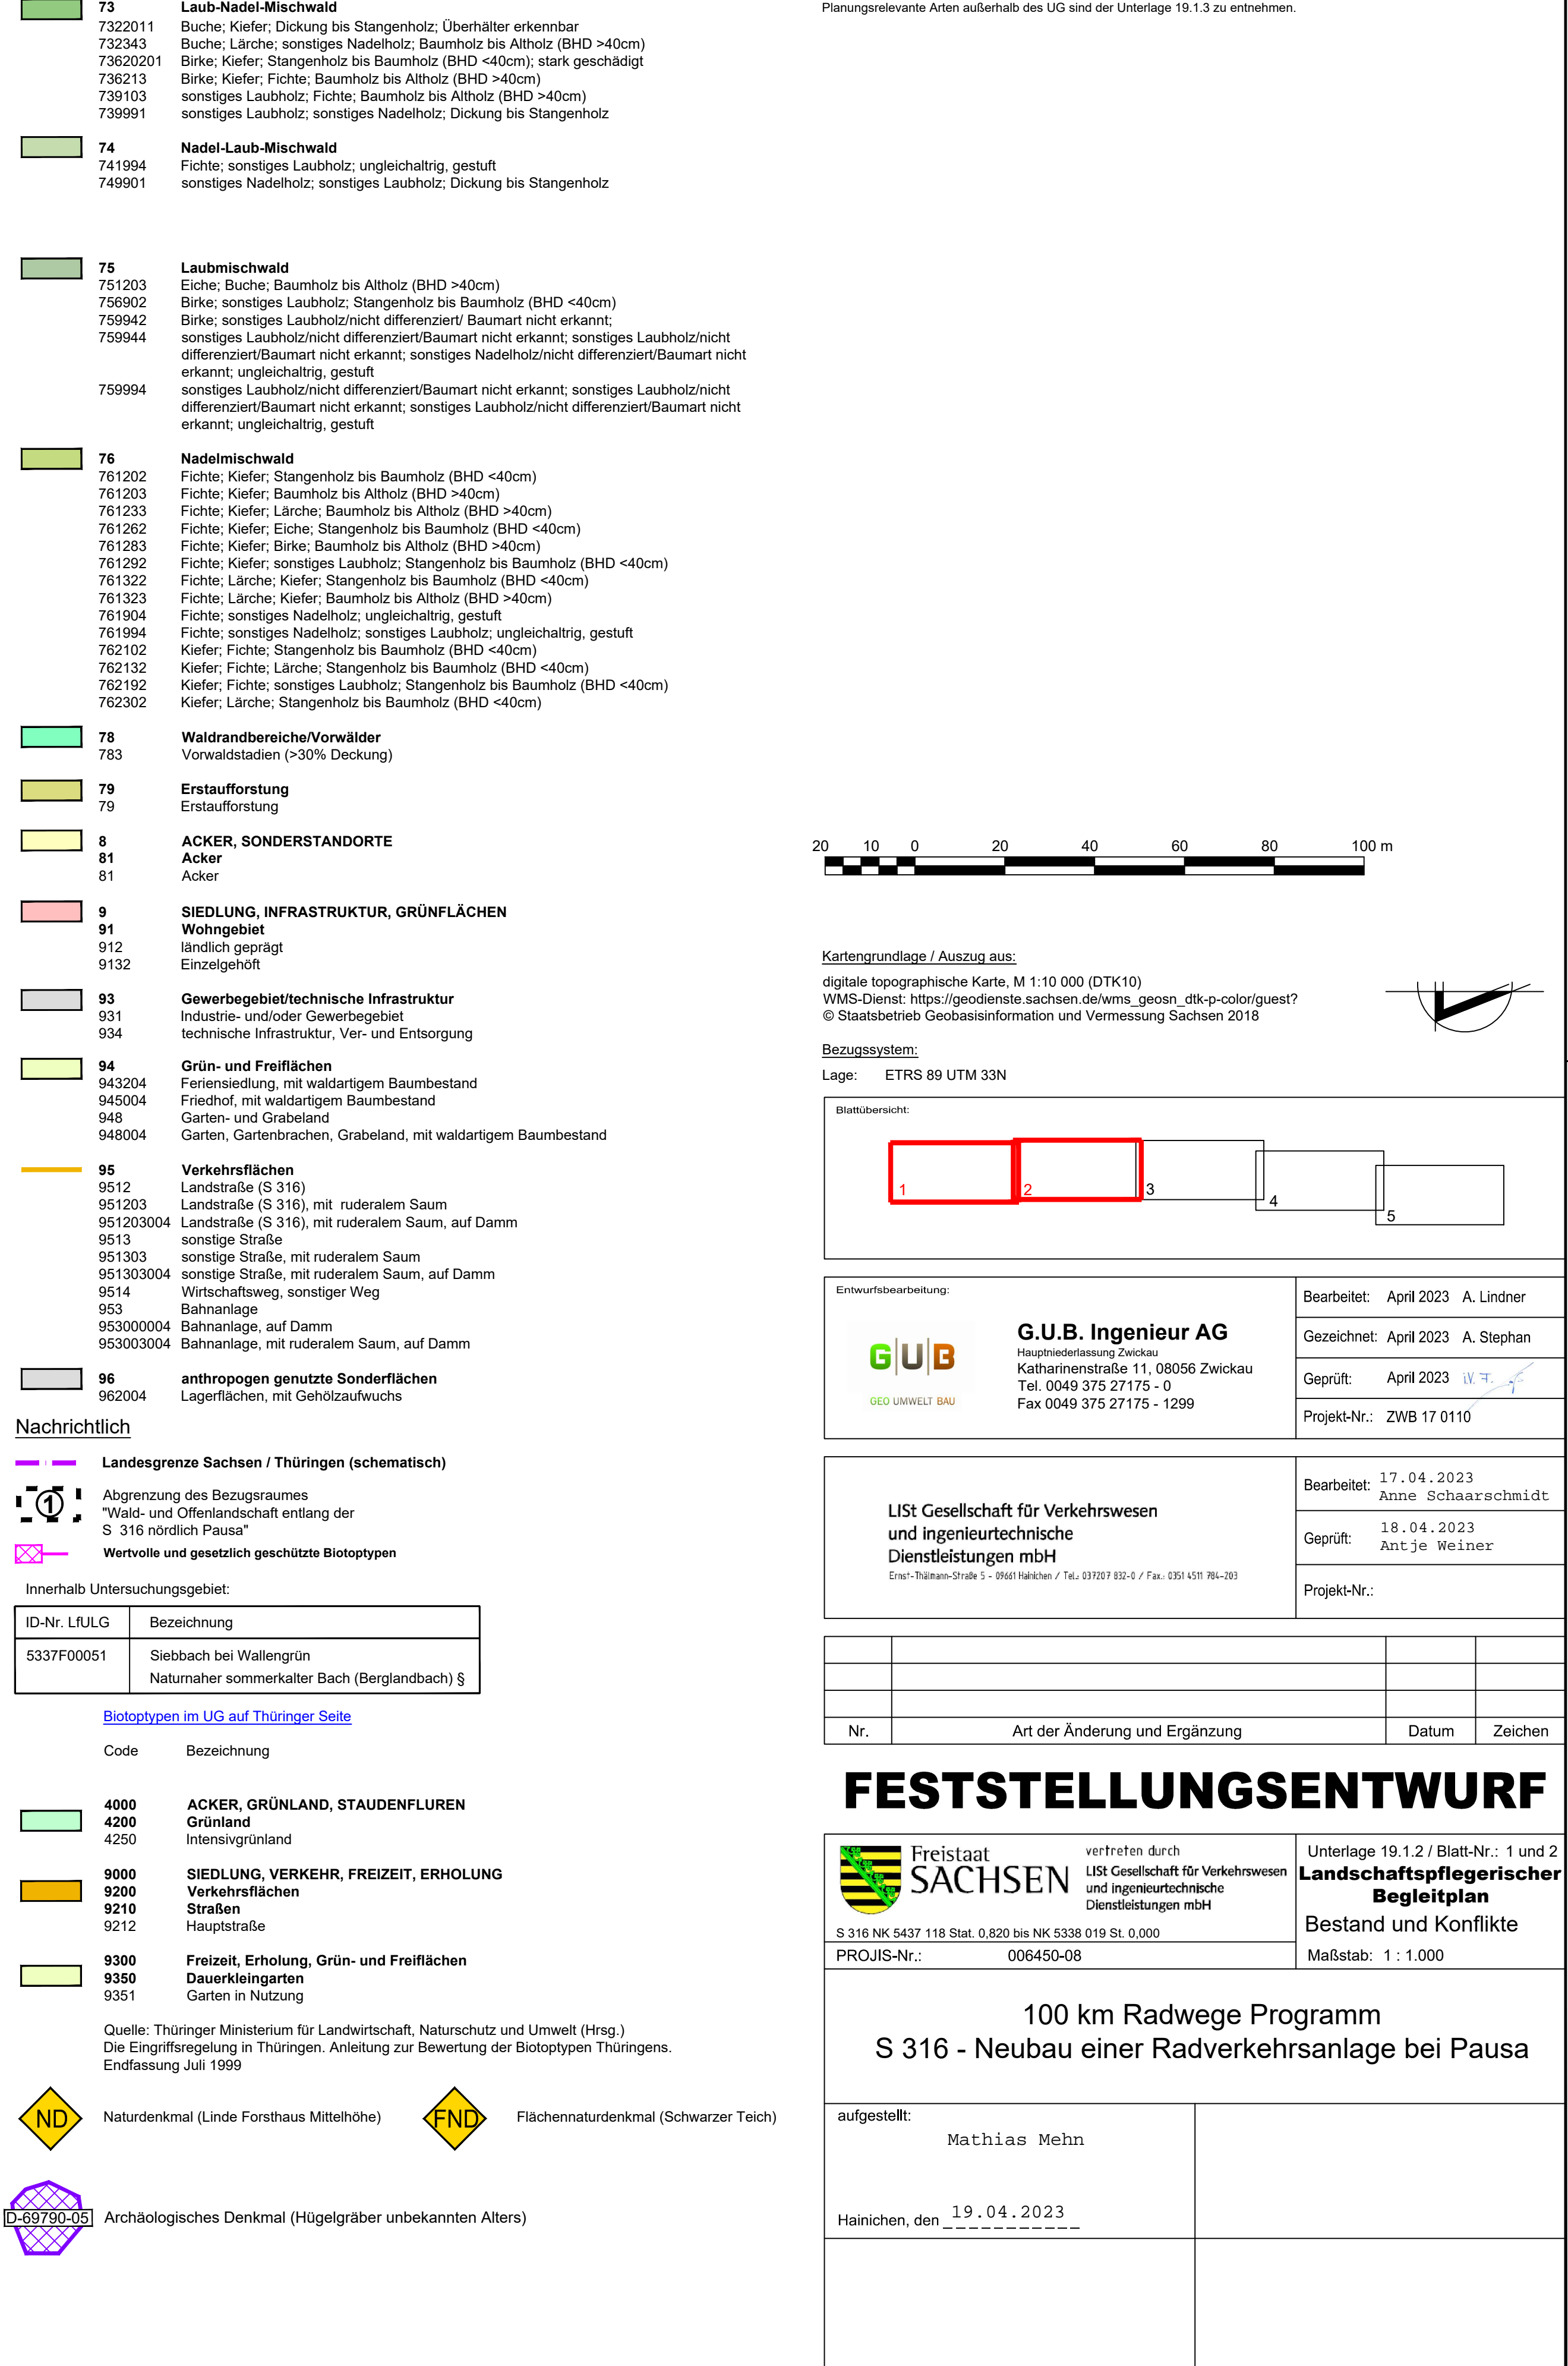 73 Laub-Nadel-Mischwald
7322011 Buche; Kiefer; Dickung bis Stangenholz; Überhälter erkennbar
732343 Buche; Lärche; sonstiges Nadelholz; Baumholz bis Altholz (BHD >40cm)
73620201 Birke; Kiefer; Stangenholz bis Baumholz (BHD <40cm); stark geschädigt
736213 Birke; Kiefer; Fichte; Baumholz bis Altholz (BHD >40cm)
739103 sonstiges Laubholz; Fichte; Baumholz bis Altholz (BHD >40cm)
739991 sonstiges Laubholz; sonstiges Nadelholz; Dickung bis Stangenholz
74 Nadel-Laub-Mischwald
741994 Fichte; sonstiges Laubholz; ungleichaltrig, gestuft
749901 sonstiges Nadelholz; sonstiges Laubholz; Dickung bis Stangenholz
75 Laubmischwald
751203 Eiche; Buche; Baumholz bis Altholz (BHD >40cm)
756902 Birke; sonstiges Laubholz; Stangenholz bis Baumholz (BHD <40cm)
759942 Birke; sonstiges Laubholz/nicht differenziert/ Baumart nicht erkannt;
759944 sonstiges Laubholz/nicht differenziert/Baumart nicht erkannt; sonstiges Laubholz/nicht
differenziert/Baumart nicht erkannt; sonstiges Nadelholz/nicht differenziert/Baumart nicht
erkannt; ungleichaltrig, gestuft
759994 sonstiges Laubholz/nicht differenziert/Baumart nicht erkannt; sonstiges Laubholz/nicht
differenziert/Baumart nicht erkannt; sonstiges Laubholz/nicht differenziert/Baumart nicht
erkannt; ungleichaltrig, gestuft
76 Nadelmischwald
761202 Fichte; Kiefer; Stangenholz bis Baumholz (BHD <40cm)
761203 Fichte; Kiefer; Baumholz bis Altholz (BHD >40cm)
761233 Fichte; Kiefer; Lärche; Baumholz bis Altholz (BHD >40cm)
761262 Fichte; Kiefer; Eiche; Stangenholz bis Baumholz (BHD <40cm)
761283 Fichte; Kiefer; Birke; Baumholz bis Altholz (BHD >40cm)
761292 Fichte; Kiefer; sonstiges Laubholz; Stangenholz bis Baumholz (BHD <40cm)
761322 Fichte; Lärche; Kiefer; Stangenholz bis Baumholz (BHD <40cm)
761323 Fichte; Lärche; Kiefer; Baumholz bis Altholz (BHD >40cm)
761904 Fichte; sonstiges Nadelholz; ungleichaltrig, gestuft
761994 Fichte; sonstiges Nadelholz; sonstiges Laubholz; ungleichaltrig, gestuft
762102 Kiefer; Fichte; Stangenholz bis Baumholz (BHD <40cm)
762132 Kiefer; Fichte; Lärche; Stangenholz bis Baumholz (BHD <40cm)
762192 Kiefer; Fichte; sonstiges Laubholz; Stangenholz bis Baumholz (BHD <40cm)
762302 Kiefer; Lärche; Stangenholz bis Baumholz (BHD <40cm)
78 Waldrandbereiche/Vorwälder
783 Vorwaldstadien (>30% Deckung)
79 Erstaufforstung
79 Erstaufforstung
8 ACKER, SONDERSTANDORTE
81 Acker
81 Acker
9 SIEDLUNG, INFRASTRUKTUR, GRÜNFLÄCHEN
91 Wohngebiet
912 ländlich geprägt
9132 Einzelgehöft
93 Gewerbegebiet/technische Infrastruktur
931 Industrie- und/oder Gewerbegebiet
934 technische Infrastruktur, Ver- und Entsorgung
94 Grün- und Freiflächen
943204 Feriensiedlung, mit waldartigem Baumbestand
945004 Friedhof, mit waldartigem Baumbestand
948 Garten- und Grabeland
948004 Garten, Gartenbrachen, Grabeland, mit waldartigem Baumbestand
95 Verkehrsflächen
9512 Landstraße (S 316)
951203 Landstraße (S 316), mit ruderalem Saum
951203004 Landstraße (S 316), mit ruderalem Saum, auf Damm
9513 sonstige Straße
951303 sonstige Straße, mit ruderalem Saum
951303004 sonstige Straße, mit ruderalem Saum, auf Damm
9514 Wirtschaftsweg, sonstiger Weg
953 Bahnanlage
953000004 Bahnanlage, auf Damm
953003004 Bahnanlage, mit ruderalem Saum, auf Damm
96 anthropogen genutzte Sonderflächen
962004 Lagerflächen, mit Gehölzaufwuchs
Nachrichtlich
Landesgrenze Sachsen / Thüringen (schematisch)
1 Abgrenzung des Bezugsraumes
"Wald- und Offenlandschaft entlang der
S 316 nördlich Pausa"
Wertvolle und gesetzlich geschützte Biotoptypen
Innerhalb Untersuchungsgebiet:
ID-Nr. LfULG Bezeichnung
5337F00051 Siebbach bei Wallengrün
Naturnaher sommerkalter Bach (Berglandbach) §
Biotoptypen im UG auf Thüringer Seite
Code Bezeichnung
4000 ACKER, GRÜNLAND, STAUDENFLUREN
4200 Grünland
4250 Intensivgrünland
9000 SIEDLUNG, VERKEHR, FREIZEIT, ERHOLUNG
9200 Verkehrsflächen
9210 Straßen
9212 Hauptstraße
9300 Freizeit, Erholung, Grün- und Freiflächen
9350 Dauerkleingarten
9351 Garten in Nutzung
Quelle: Thüringer Ministerium für Landwirtschaft, Naturschutz und Umwelt (Hrsg.)
Die Eingriffsregelung in Thüringen. Anleitung zur Bewertung der Biotoptypen Thüringens.
Endfassung Juli 1999
ND Naturdenkmal (Linde Forsthaus Mittelhöhe)
FND Flächennaturdenkmal (Schwarzer Teich)
D-69790-05 Archäologisches Denkmal (Hügelgräber unbekannten Alters)
Planungsrelevante Arten außerhalb des UG sind der Unterlage 19.1.3 zu entnehmen.
20 10 0 20 40 60 80 100 m
Kartengrundlage / Auszug aus:
digitale topographische Karte, M 1:10 000 (DTK10)
WMS-Dienst: https://geodienste.sachsen.de/wms_geosn_dtk-p-color/guest?
© Staatsbetrieb Geobasisinformation und Vermessung Sachsen 2018
Bezugssystem:
Lage: ETRS 89 UTM 33N
Blattübersicht:
1 2 3 4 5
Entwurfsbearbeitung:
G|U|B
GEO UMWELT BAU
G.U.B. Ingenieur AG
Hauptniederlassung Zwickau
Katharinenstraße 11, 08056 Zwickau
Tel. 0049 375 27175 - 0
Fax 0049 375 27175 - 1299
Bearbeitet: April 2023 A. Lindner
Gezeichnet: April 2023 A. Stephan
Geprüft: April 2023
Projekt-Nr.: ZWB 17 0110
LISt Gesellschaft für Verkehrswesen
und ingenieurtechnische
Dienstleistungen mbH
Ernst-Thälmann-Straße 5 - 09661 Hainichen / Tel.: 037207 832-0 / Fax.: 0351 4511 784-203
Bearbeitet: 17.04.2023
Anne Schaarschmidt
Geprüft: 18.04.2023
Antje Weiner
Projekt-Nr.:
Nr. Art der Änderung und Ergänzung Datum Zeichen
FESTSTELLUNGSENTWURF
Freistaat
SACHSEN
vertreten durch
LISt Gesellschaft für Verkehrswesen
und ingenieurtechnische
Dienstleistungen mbH
S 316 NK 5437 118 Stat. 0,820 bis NK 5338 019 St. 0,000
PROJIS-Nr.: 006450-08
Unterlage 19.1.2 / Blatt-Nr.: 1 und 2
Landschaftspflegerischer
Begleitplan
Bestand und Konflikte
Maßstab: 1 : 1.000
100 km Radwege Programm
S 316 - Neubau einer Radverkehrsanlage bei Pausa
aufgestellt:
Mathias Mehn
Hainichen, den 19.04.2023